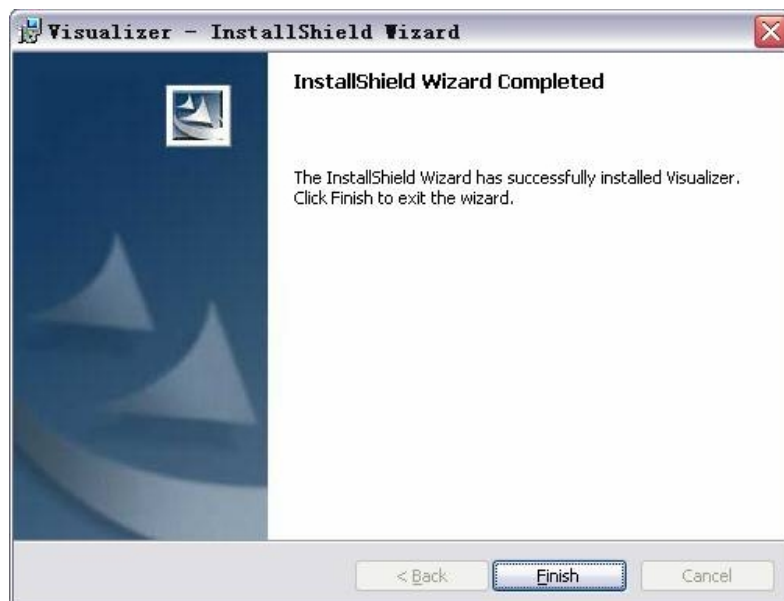 Visualizer - InstallShield Wizard
InstallShield Wizard Completed
The InstallShield Wizard has successfully installed Visualizer.
Click Finish to exit the wizard.
< Back
Finish
Cancel